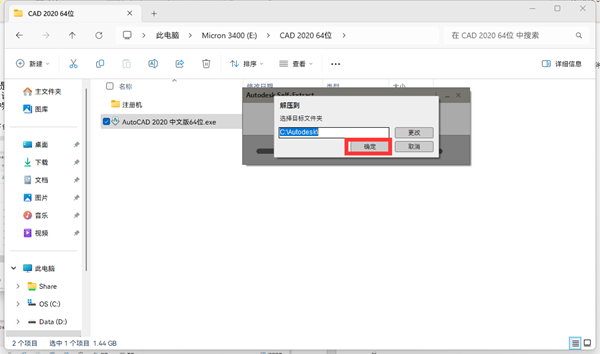 CAD 2020 64位
此电脑 > Micron 3400 (E:) > CAD 2020 64位
在 CAD 2020 64位 中搜索
新建
排序
查看
详细信息
主文件夹
图库
桌面
下载
文档
图片
音乐
视频
此电脑
Share
OS (C:)
Data (D:)
名称
修改日期
类型
大小
注册机
AutoCAD 2020 中文版64位.exe
Autodesk Self-Extract
解压到
选择目标文件夹
C:\Autodesk\
更改
确定
取消
2 个项目
选中 1 个项目 1.44 GB